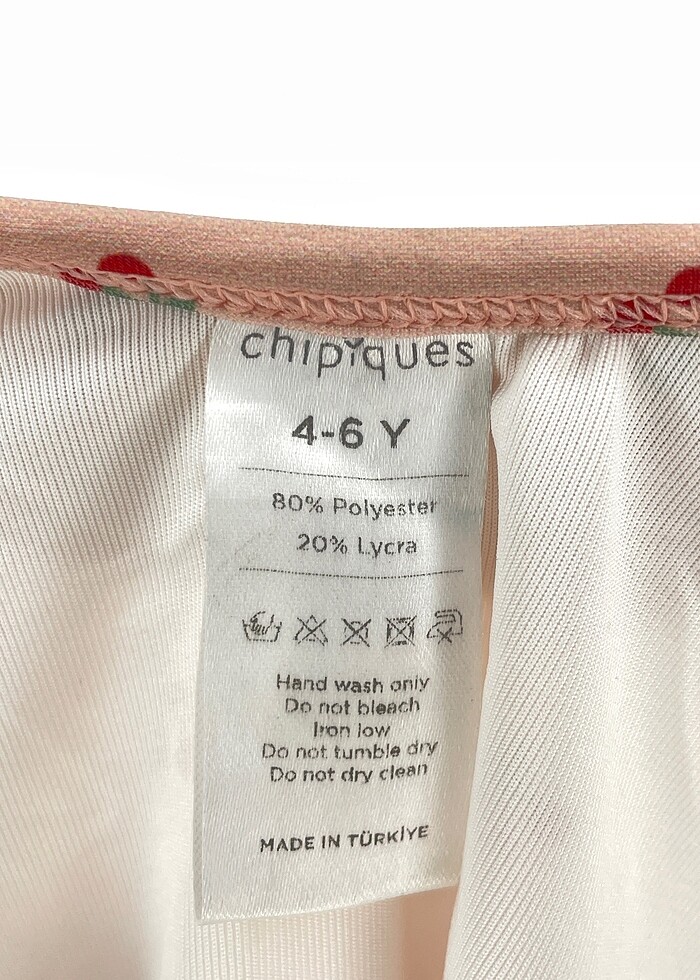 chipiques
4-6 Y
80% Polyester
20% Lycra
Hand wash only
Do not bleach
Iron low
Do not tumble dry
Do not dry clean
MADE IN TÜRKİYE